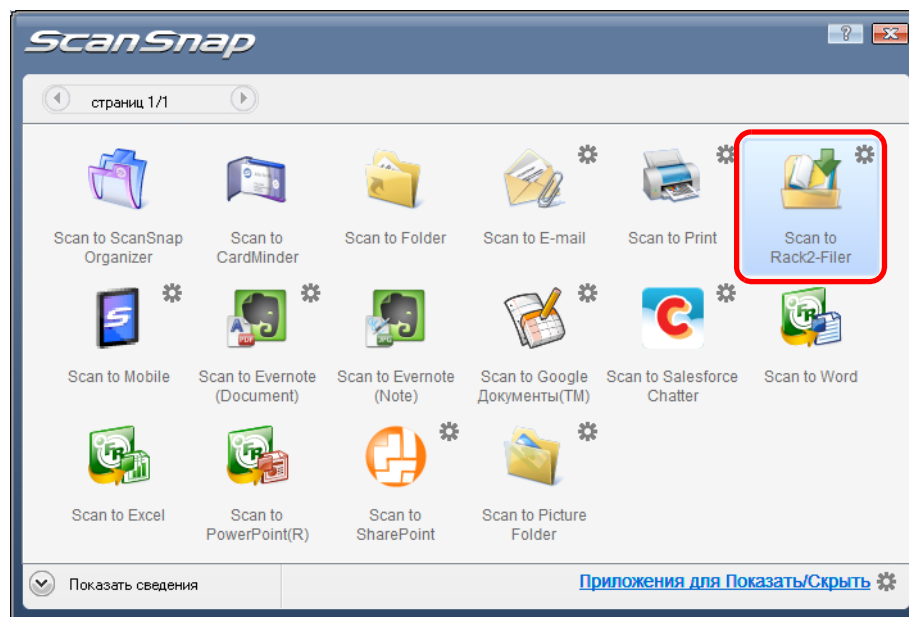 ScanSnap
страниц 1/1
Scan to ScanSnap
Organizer
Scan to
CardMinder
Scan to Folder
Scan to E-mail
Scan to Print
Scan to
Rack2-Filer
Scan to Mobile
Scan to Evernote
(Document)
Scan to Evernote
(Note)
Scan to Google
Документы(TM)
Scan to Salesforce
Chatter
Scan to Word
Scan to Excel
Scan to
PowerPoint(R)
Scan to
SharePoint
Scan to Picture
Folder
Показать сведения
Приложения для Показать/Скрыть